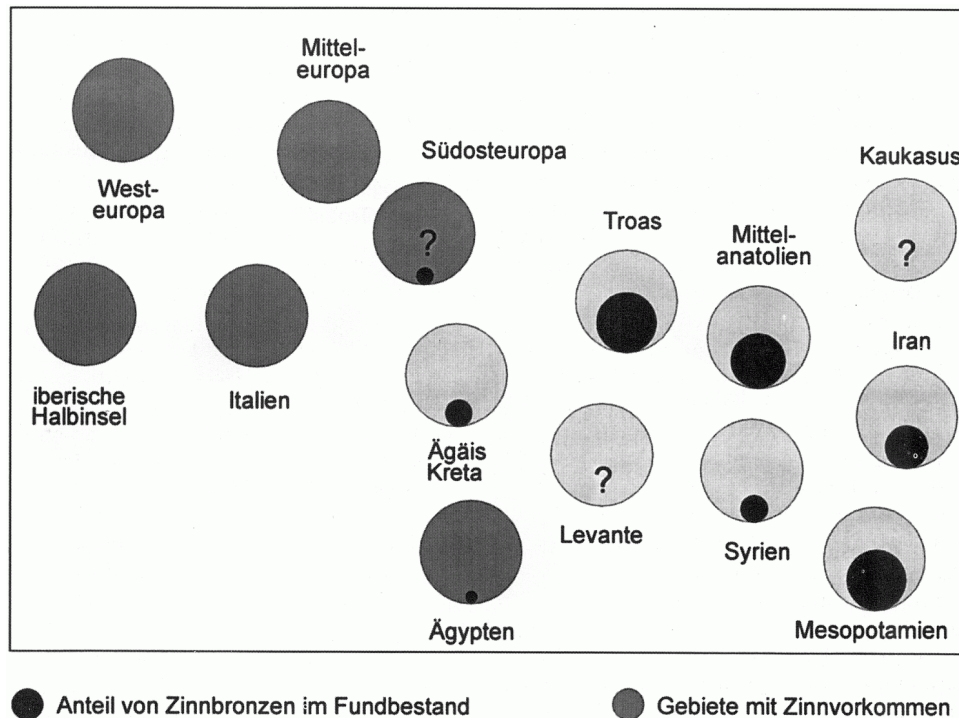 Mittel-
europa
Südosteuropa
Kaukasus
West-
europa
?
Troas
Mittel-
anatolien
?
iberische
Halbinsel
Italien
Iran
Ägäis
Kreta
?
Levante
Syrien
Ägypten
Mesopotamien
Anteil von Zinnbronzen im Fundbestand
Gebiete mit Zinnvorkommen